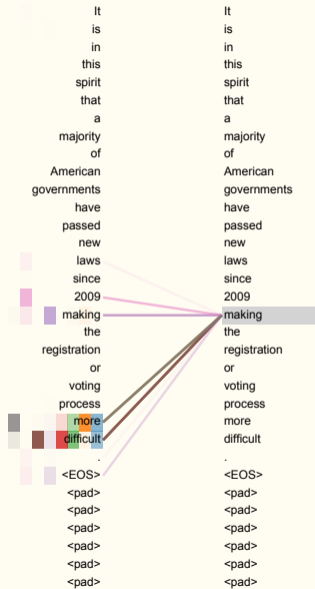 It It
is is
in in
this this
spirit spirit
that that
a a
majority majority
of of
American American
governments governments
have have
passed passed
new new
laws laws
since since
2009 2009
making making
the the
registration registration
or or
voting voting
process process
more more
difficult difficult
. .
<EOS> <EOS>
<pad> <pad>
<pad> <pad>
<pad> <pad>
<pad> <pad>
<pad> <pad>
<pad> <pad>